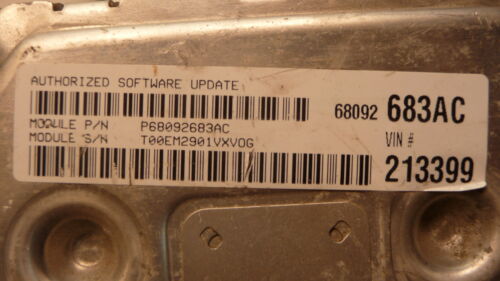 AUTHORIZED SOFTWARE UPDATE
68092 683AC
MODULE P/N P68092683AC
MODULE S/N T00EM2901VXVOG
VIN #
213399